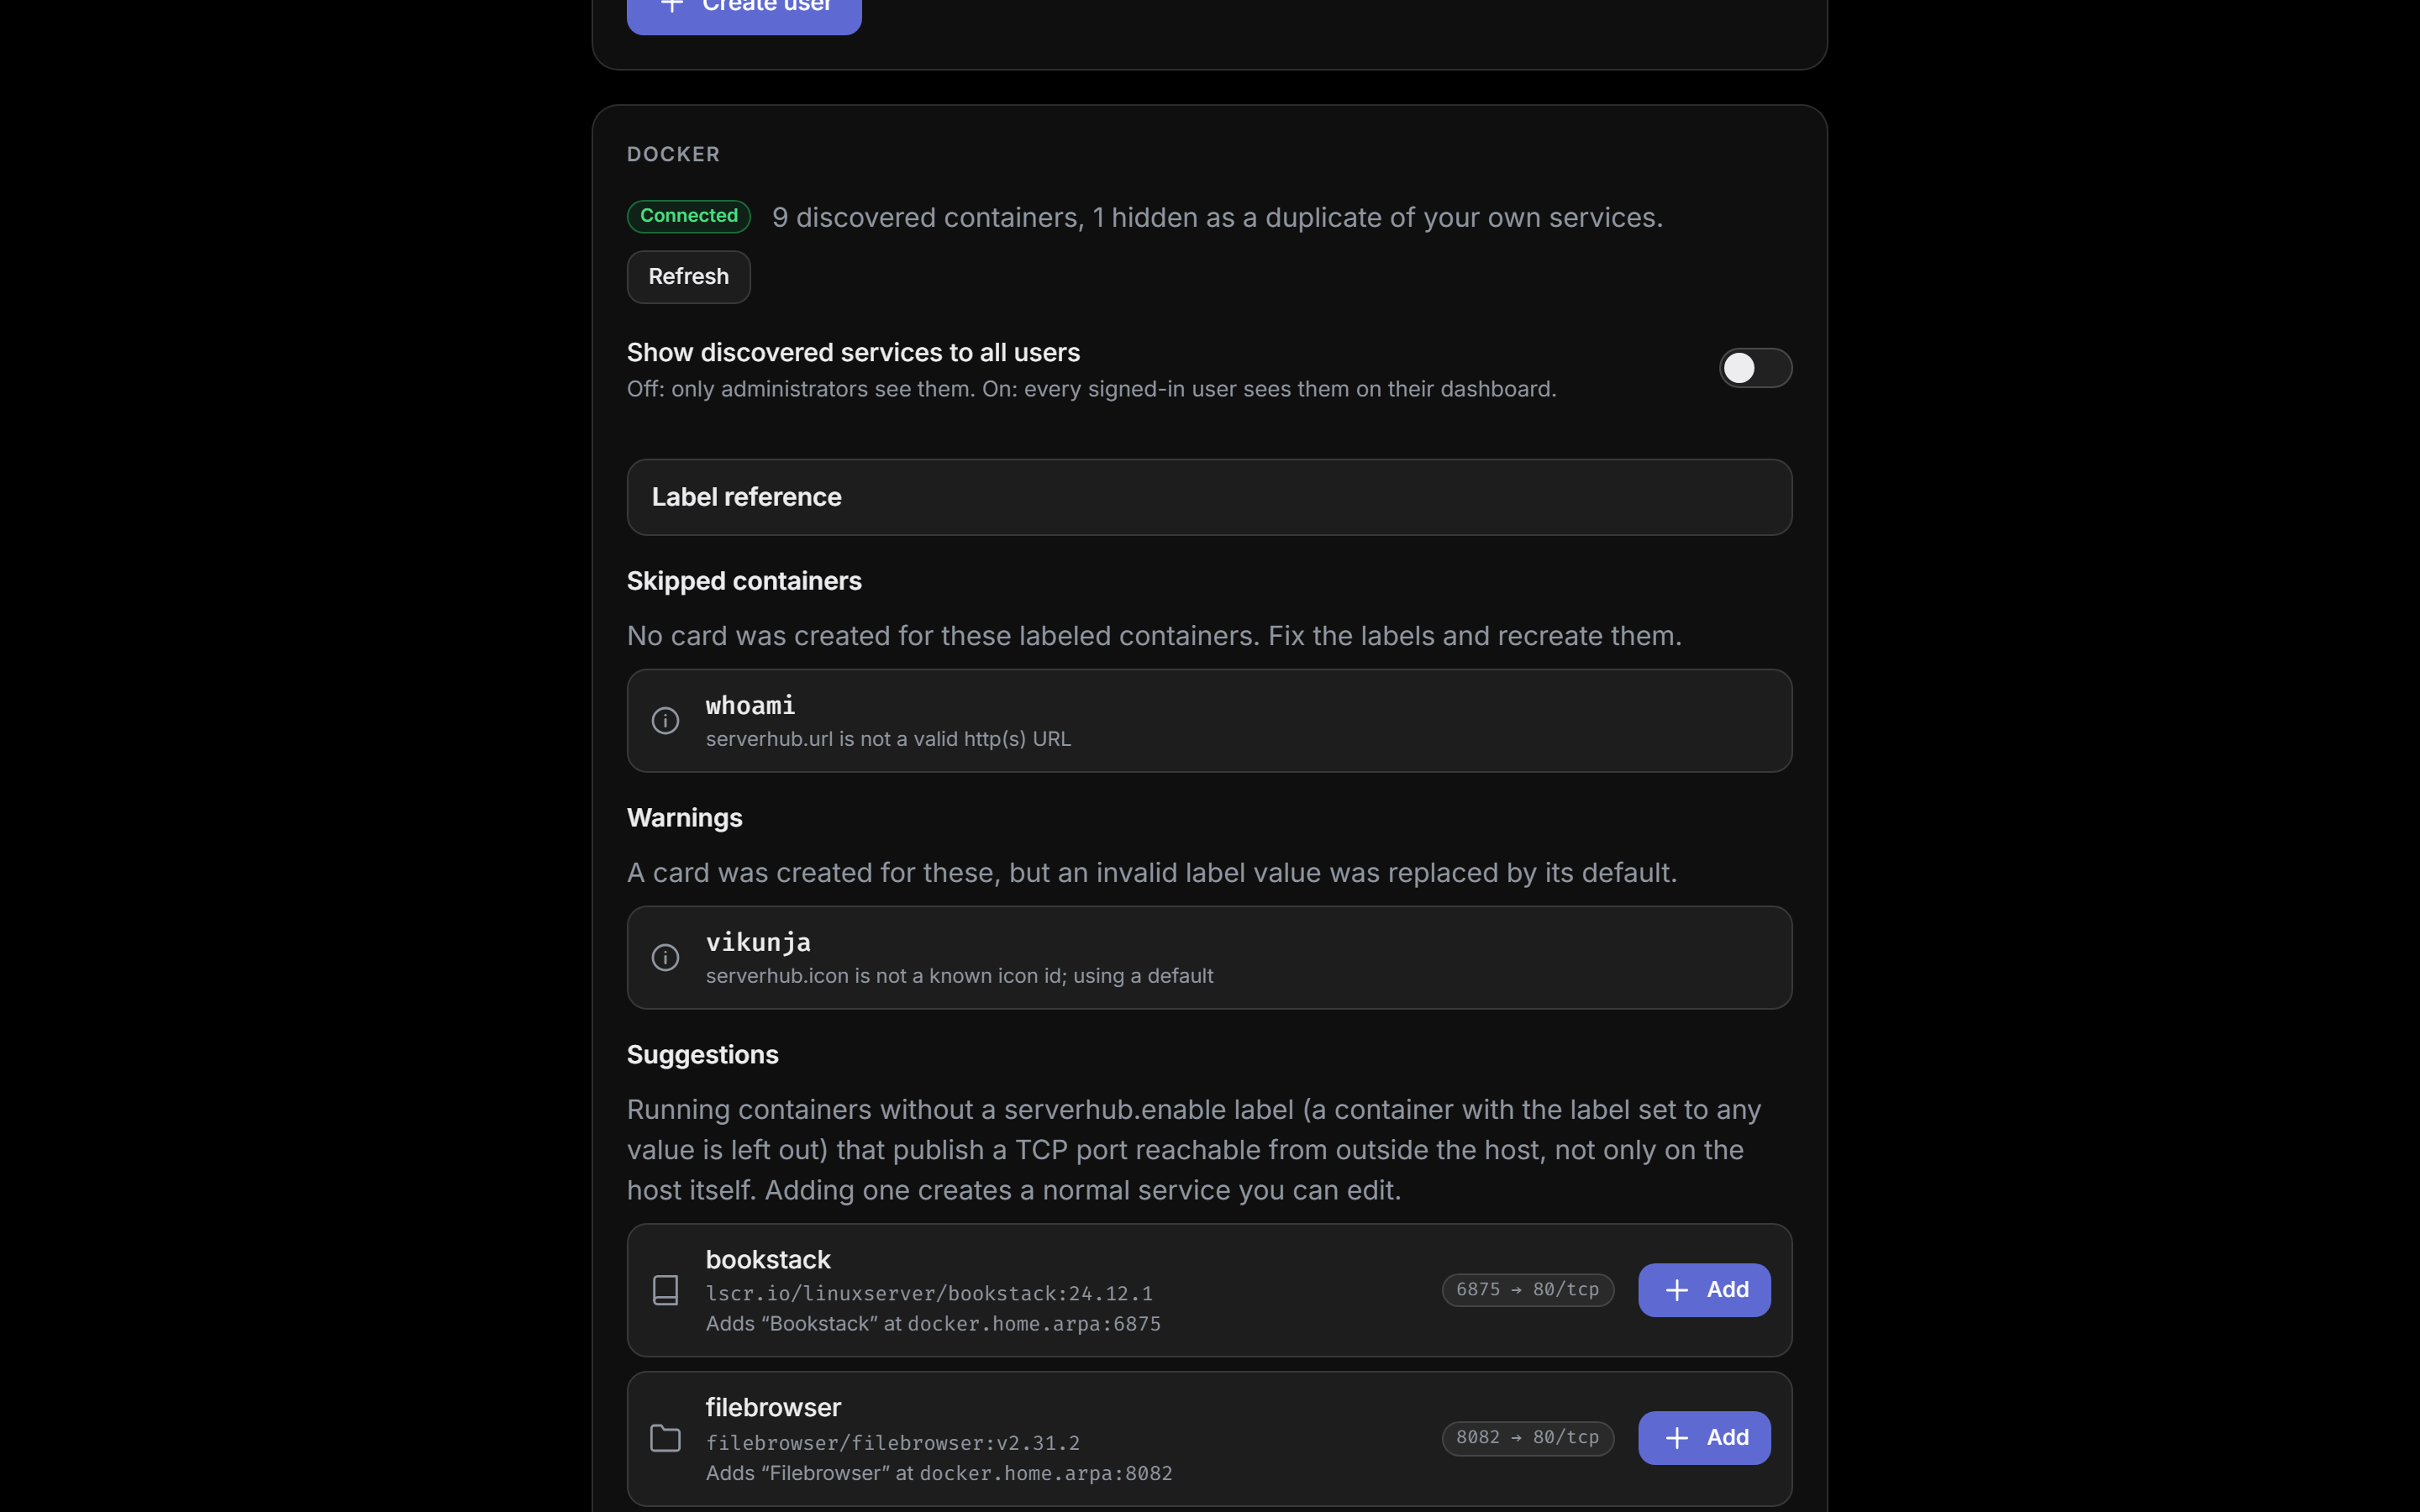 Create user
DOCKER
Connected 9 discovered containers, 1 hidden as a duplicate of your own services.
Refresh
Show discovered services to all users
Off: only administrators see them. On: every signed-in user sees them on their dashboard.
Label reference
Skipped containers
No card was created for these labeled containers. Fix the labels and recreate them.
whoami
serverhub.url is not a valid http(s) URL
Warnings
A card was created for these, but an invalid label value was replaced by its default.
vikunja
serverhub.icon is not a known icon id; using a default
Suggestions
Running containers without a serverhub.enable label (a container with the label set to any
value is left out) that publish a TCP port reachable from outside the host, not only on the
host itself. Adding one creates a normal service you can edit.
bookstack
lscr.io/linuxserver/bookstack:24.12.1
Adds “Bookstack” at docker.home.arpa:6875
6875 → 80/tcp
Add
filebrowser
filebrowser/filebrowser:v2.31.2
Adds “Filebrowser” at docker.home.arpa:8082
8082 → 80/tcp
Add